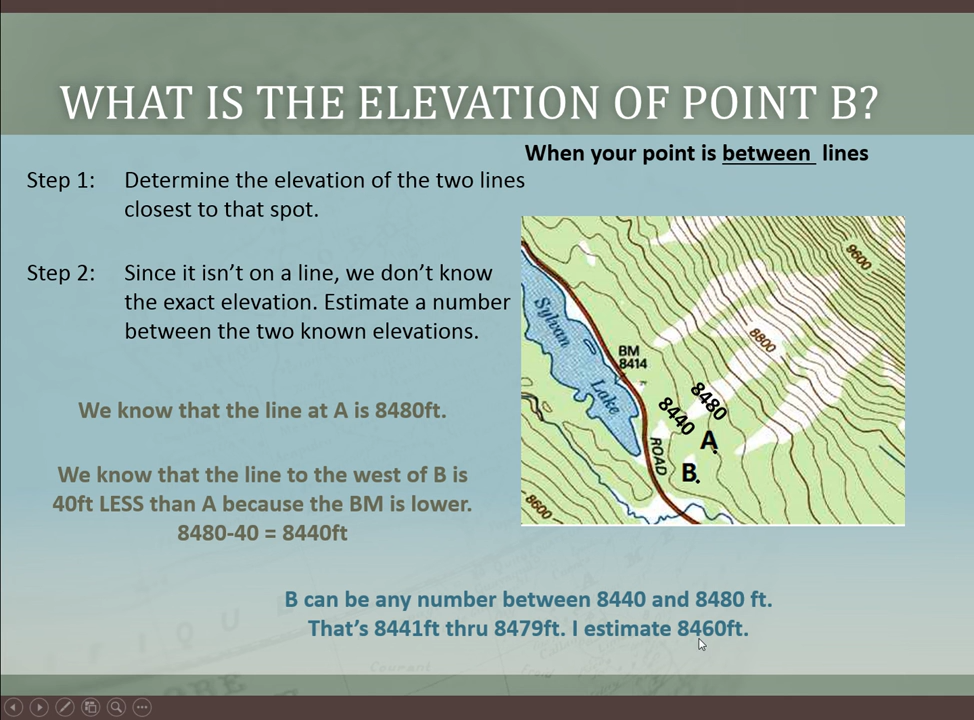 WHAT IS THE ELEVATION OF POINT B?
When your point is between lines
Step 1: Determine the elevation of the two lines
closest to that spot.
Step 2: Since it isn't on a line, we don't know
the exact elevation. Estimate a number
between the two known elevations.
We know that the line at A is 8480ft.
We know that the line to the west of B is
40ft LESS than A because the BM is lower.
8480-40 = 8440ft
9600
Sylvan
Lake
BM
8414
8800
8480
8440
A
ROAD
B
8600
B can be any number between 8440 and 8480 ft.
That's 8441ft thru 8479ft. I estimate 8460ft.